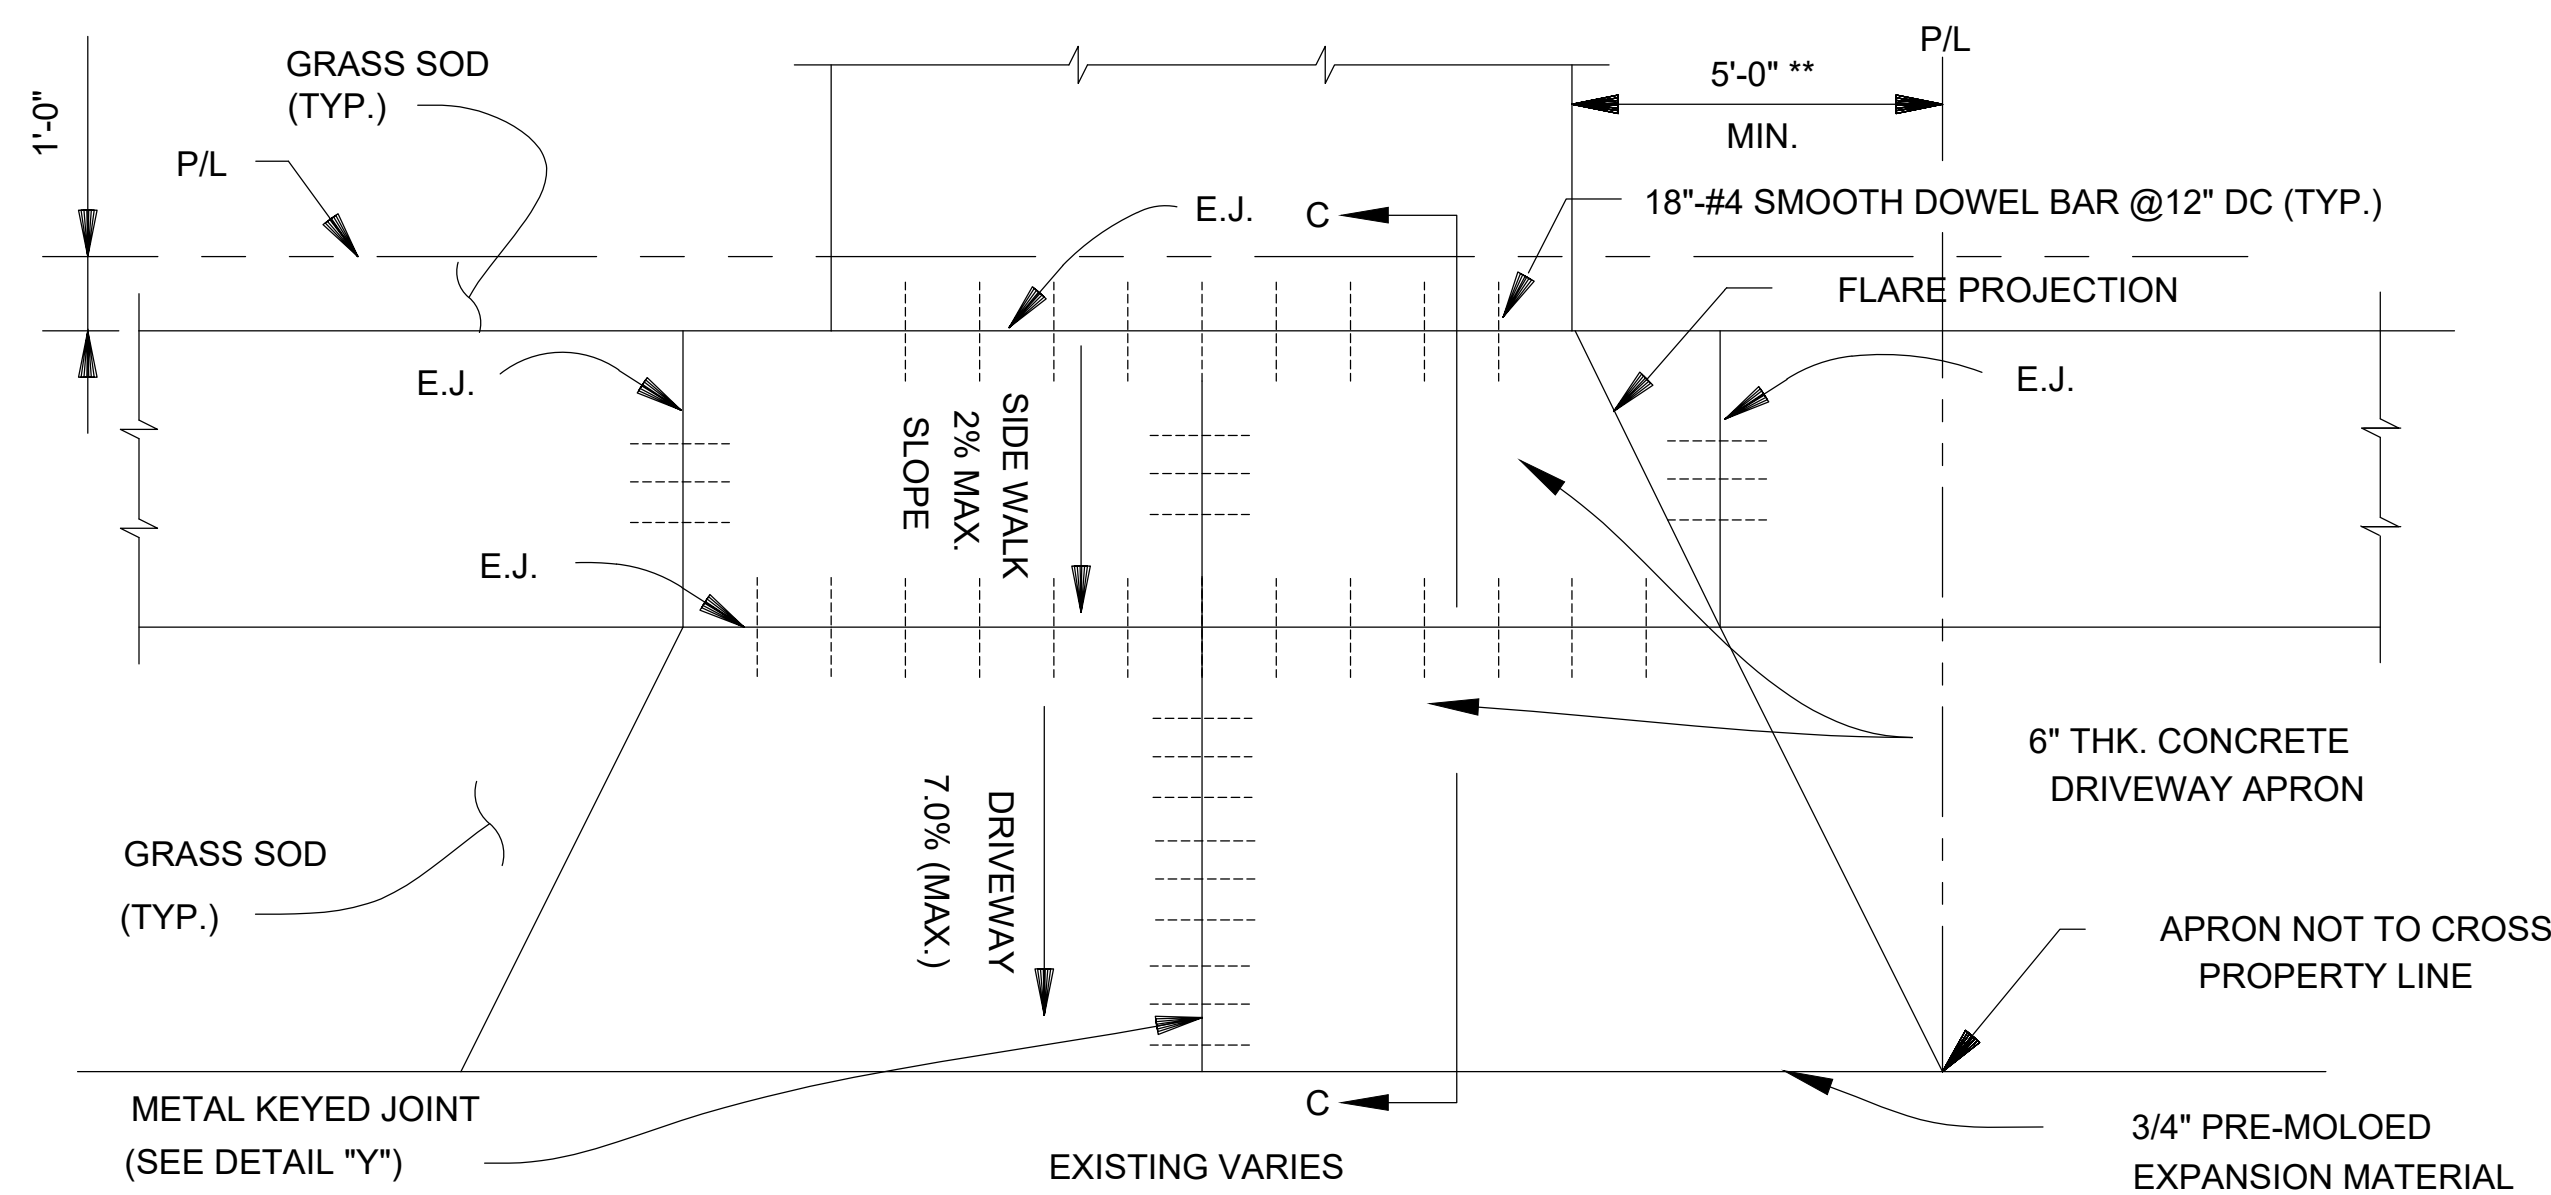 P/L
GRASS SOD
(TYP.)
5'-0" **
MIN.
1'-0"
P/L
E.J.
C
18"-#4 SMOOTH DOWEL BAR @12" DC (TYP.)
FLARE PROJECTION
E.J.
E.J.
SIDE WALK
2% MAX.
SLOPE
E.J.
6" THK. CONCRETE
DRIVEWAY APRON
DRIVEWAY
7.0% (MAX.)
GRASS SOD
(TYP.)
APRON NOT TO CROSS
PROPERTY LINE
METAL KEYED JOINT
(SEE DETAIL "Y")
C
EXISTING VARIES
3/4" PRE-MOLOED
EXPANSION MATERIAL